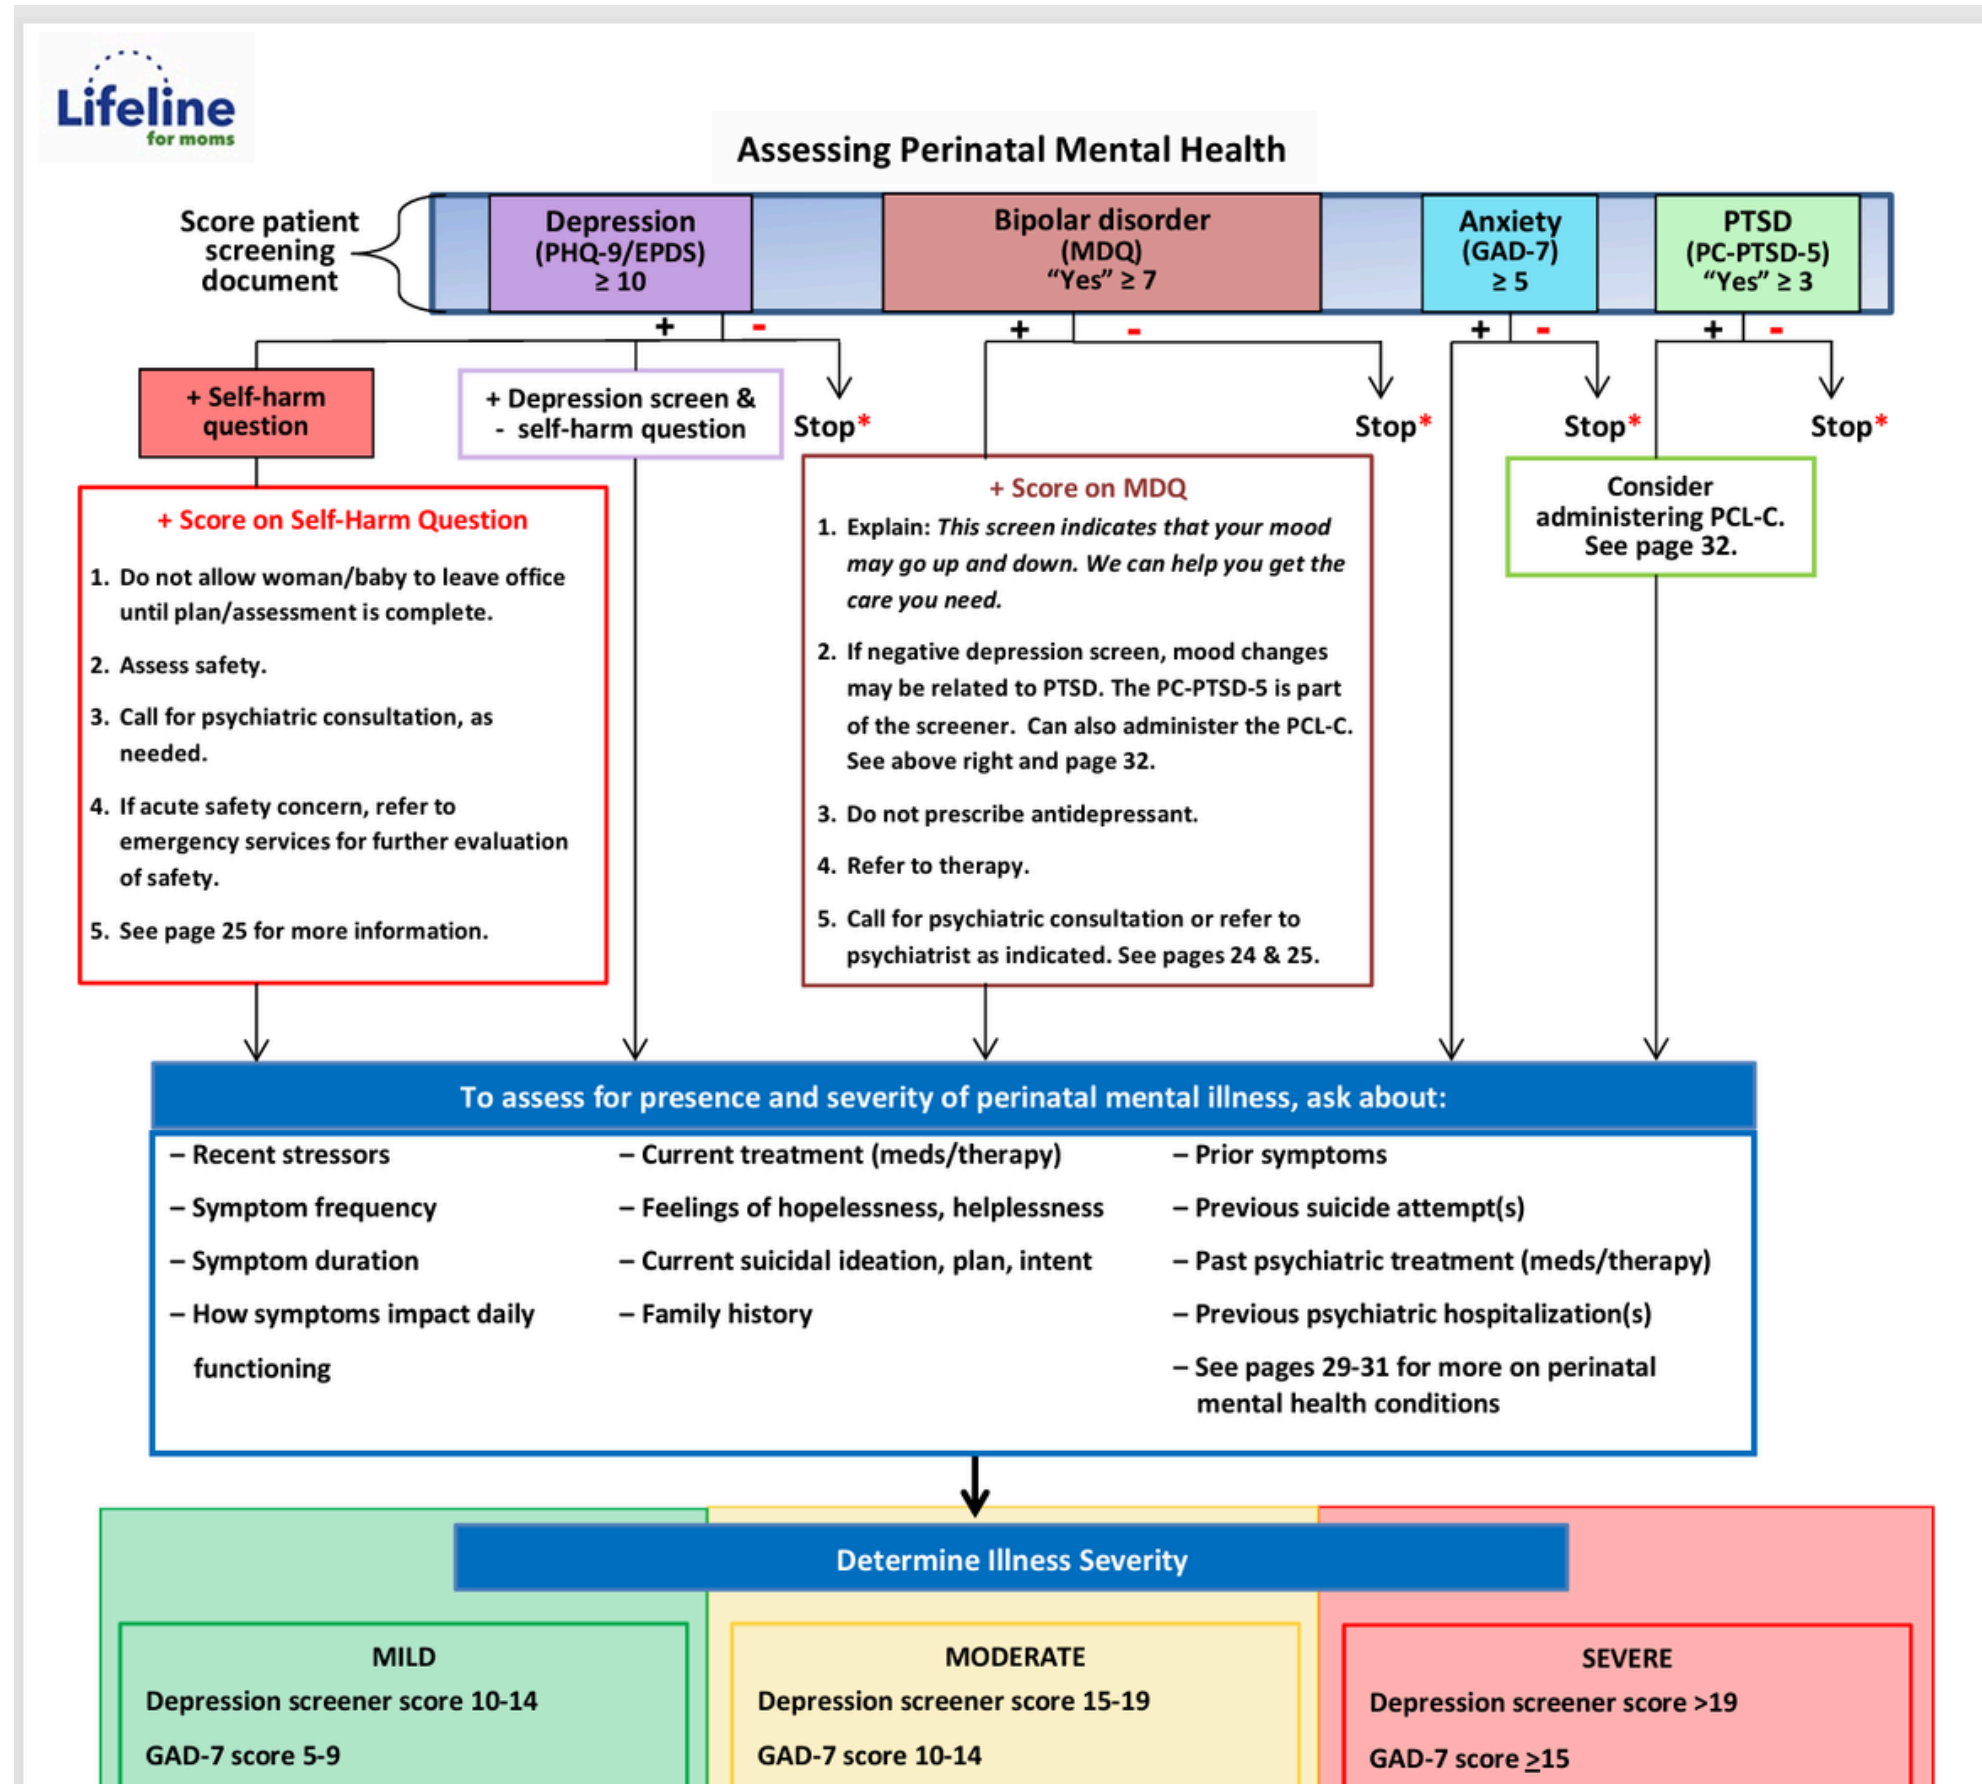 Lifeline
for moms
Assessing Perinatal Mental Health
Score patient
screening
document
Depression
(PHQ-9/EPDS)
≥ 10
Bipolar disorder
(MDQ)
“Yes” ≥ 7
Anxiety
(GAD-7)
≥ 5
PTSD
(PC-PTSD-5)
“Yes” ≥ 3
+ -
+ -
+ -
+ -
+ Self-harm
question
+ Depression screen &
- self-harm question
Stop*
Stop*
Stop*
Stop*
+ Score on Self-Harm Question
1. Do not allow woman/baby to leave office
until plan/assessment is complete.
2. Assess safety.
3. Call for psychiatric consultation, as
needed.
4. If acute safety concern, refer to
emergency services for further evaluation
of safety.
5. See page 25 for more information.
+ Score on MDQ
1. Explain: This screen indicates that your mood
may go up and down. We can help you get the
care you need.
2. If negative depression screen, mood changes
may be related to PTSD. The PC-PTSD-5 is part
of the screener. Can also administer the PCL-C.
See above right and page 32.
3. Do not prescribe antidepressant.
4. Refer to therapy.
5. Call for psychiatric consultation or refer to
psychiatrist as indicated. See pages 24 & 25.
Consider
administering PCL-C.
See page 32.
To assess for presence and severity of perinatal mental illness, ask about:
– Recent stressors
– Symptom frequency
– Symptom duration
– How symptoms impact daily
functioning
– Current treatment (meds/therapy)
– Feelings of hopelessness, helplessness
– Current suicidal ideation, plan, intent
– Family history
– Prior symptoms
– Previous suicide attempt(s)
– Past psychiatric treatment (meds/therapy)
– Previous psychiatric hospitalization(s)
– See pages 29-31 for more on perinatal
mental health conditions
Determine Illness Severity
MILD
Depression screener score 10-14
GAD-7 score 5-9
MODERATE
Depression screener score 15-19
GAD-7 score 10-14
SEVERE
Depression screener score >19
GAD-7 score ≥15